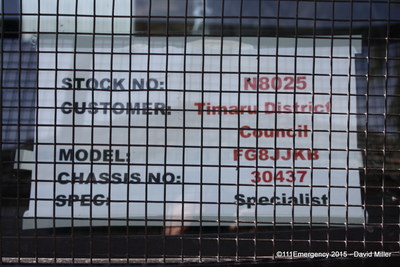 STOCK NO: N8025
CUSTOMER: Timaru District
Council
MODEL: FG8JJKB
CHASSIS NO: 30437
SPEC: Specialist
©111Emergency 2015 - David Miller